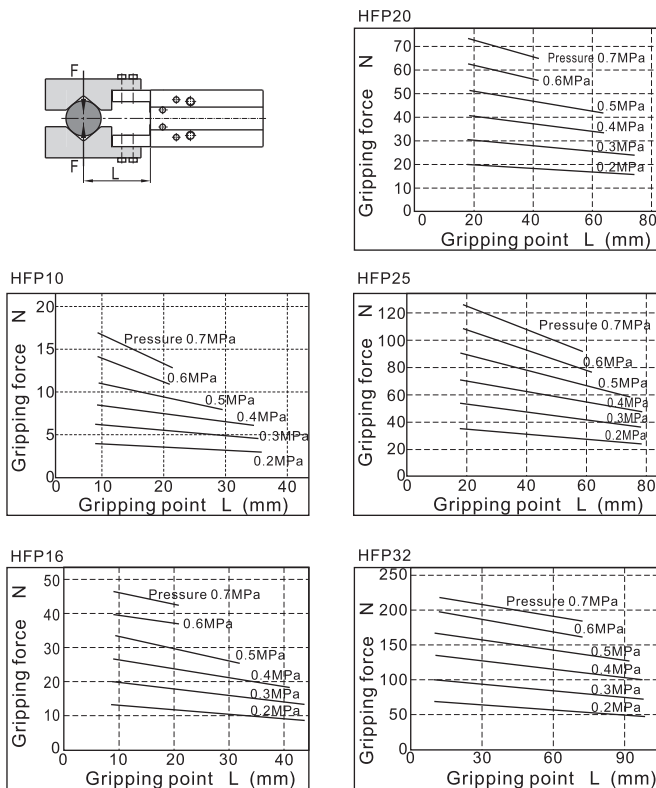 F
F
L
HFP20
Gripping force N
70
60
50
40
30
20
10
0
Pressure 0.7MPa
0.6MPa
0.5MPa
0.4MPa
0.3MPa
0.2MPa
0 20 40 60 80
Gripping point L (mm)
HFP10
Gripping force N
20
15
10
5
0
Pressure 0.7MPa
0.6MPa
0.5MPa
0.4MPa
0.3MPa
0.2MPa
0 10 20 30 40
Gripping point L (mm)
HFP25
Gripping force N
120
100
80
60
40
20
0
Pressure 0.7MPa
0.6MPa
0.5MPa
0.4MPa
0.3MPa
0.2MPa
0 20 40 60 80
Gripping point L (mm)
HFP16
Gripping force N
50
40
30
20
10
0
Pressure 0.7MPa
0.6MPa
0.5MPa
0.4MPa
0.3MPa
0.2MPa
0 10 20 30 40
Gripping point L (mm)
HFP32
Gripping force N
250
200
150
100
50
0
Pressure 0.7MPa
0.6MPa
0.5MPa
0.4MPa
0.3MPa
0.2MPa
0 30 60 90
Gripping point L (mm)